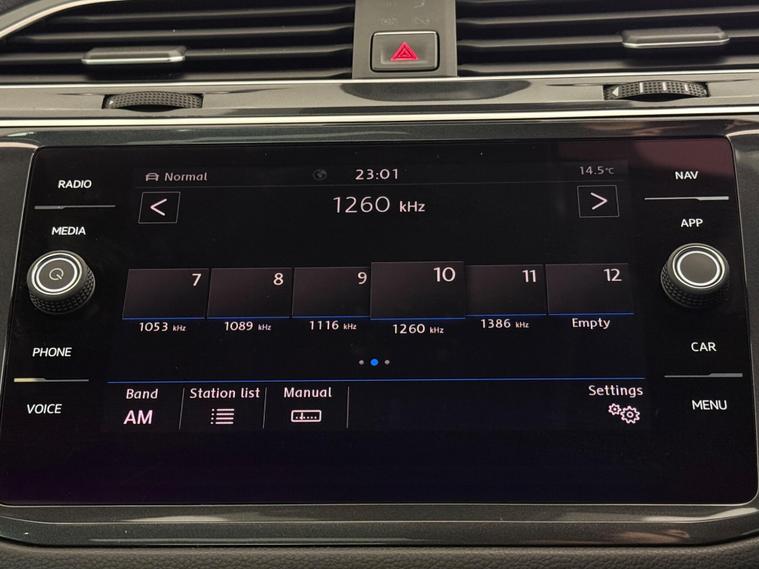 RADIO
MEDIA
PHONE
VOICE
Normal 23:01 14.5°C
< 1260 kHz >
7 8 9 10 11 12
1053 kHz 1089 kHz 1116 kHz 1260 kHz 1386 kHz Empty
Band Station list Manual Settings
AM
NAV
APP
CAR
MENU